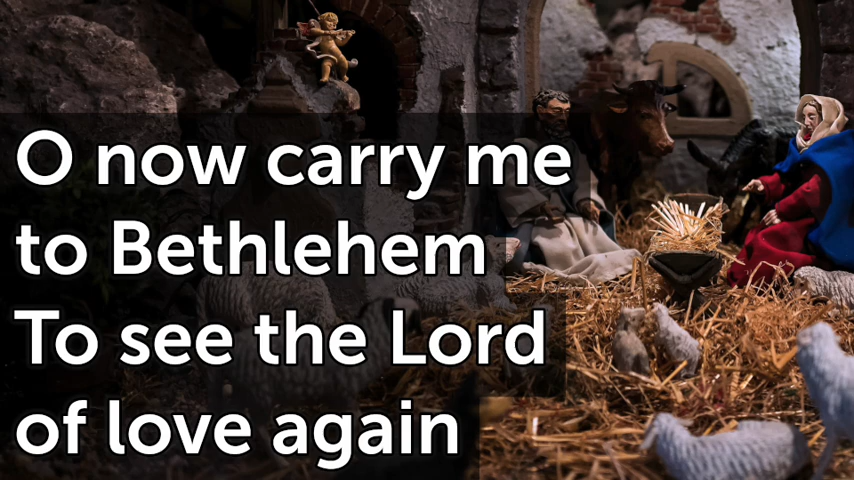 O now carry me
to Bethlehem
To see the Lord
of love again